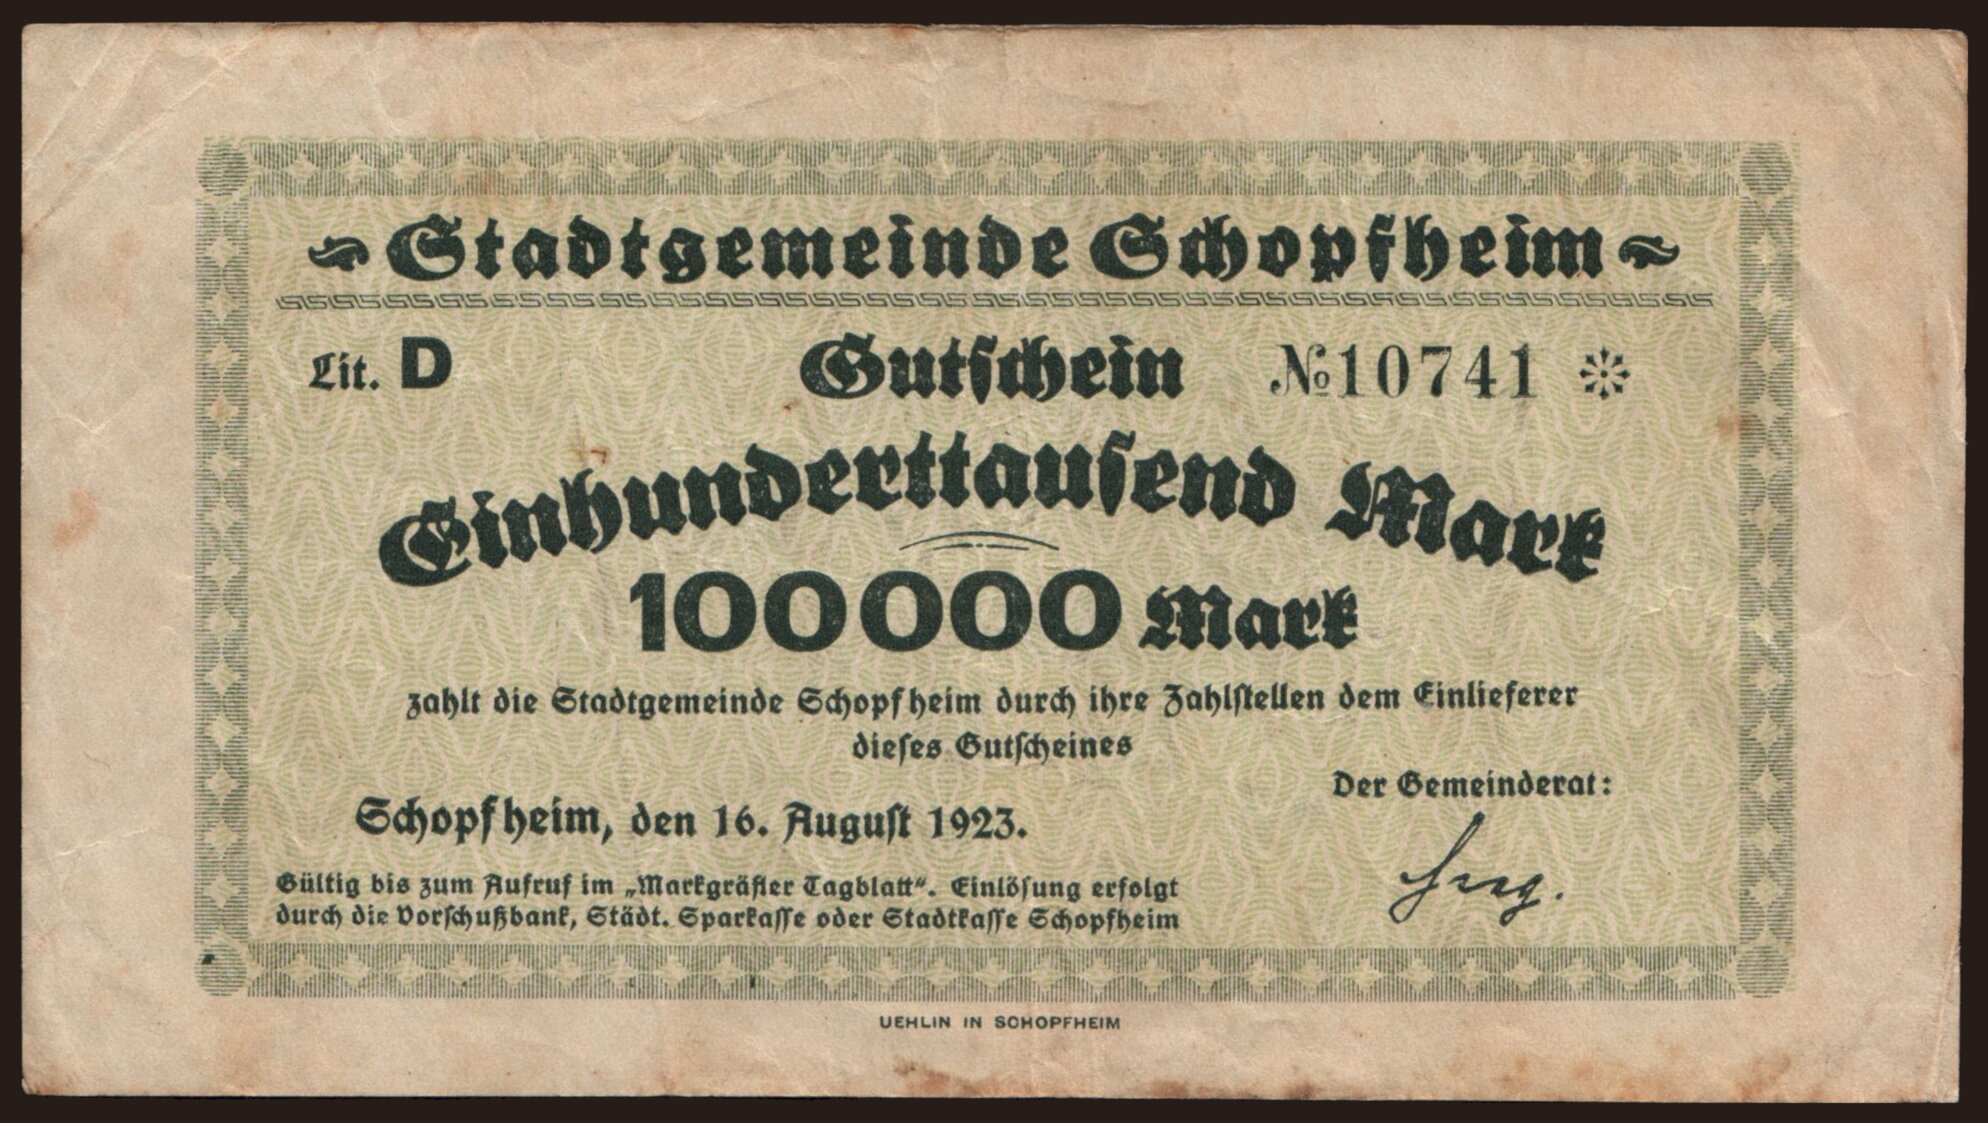 Stadtgemeinde Schopfheim
Lit. D Gutschein № 10741 *
Einhunderttausend Mark
100000 Mark
zahlt die Stadtgemeinde Schopfheim durch ihre Zahlstellen dem Einlieferer
dieses Gutscheines
Der Gemeinderat:
Schopfheim, den 16. August 1923.
Gültig bis zum Aufruf im „Markgräfler Tagblatt“. Einlösung erfolgt
durch die Vorschußbank, Städt. Sparkasse oder Stadtkasse Schopfheim
UEHLIN IN SCHOPFHEIM